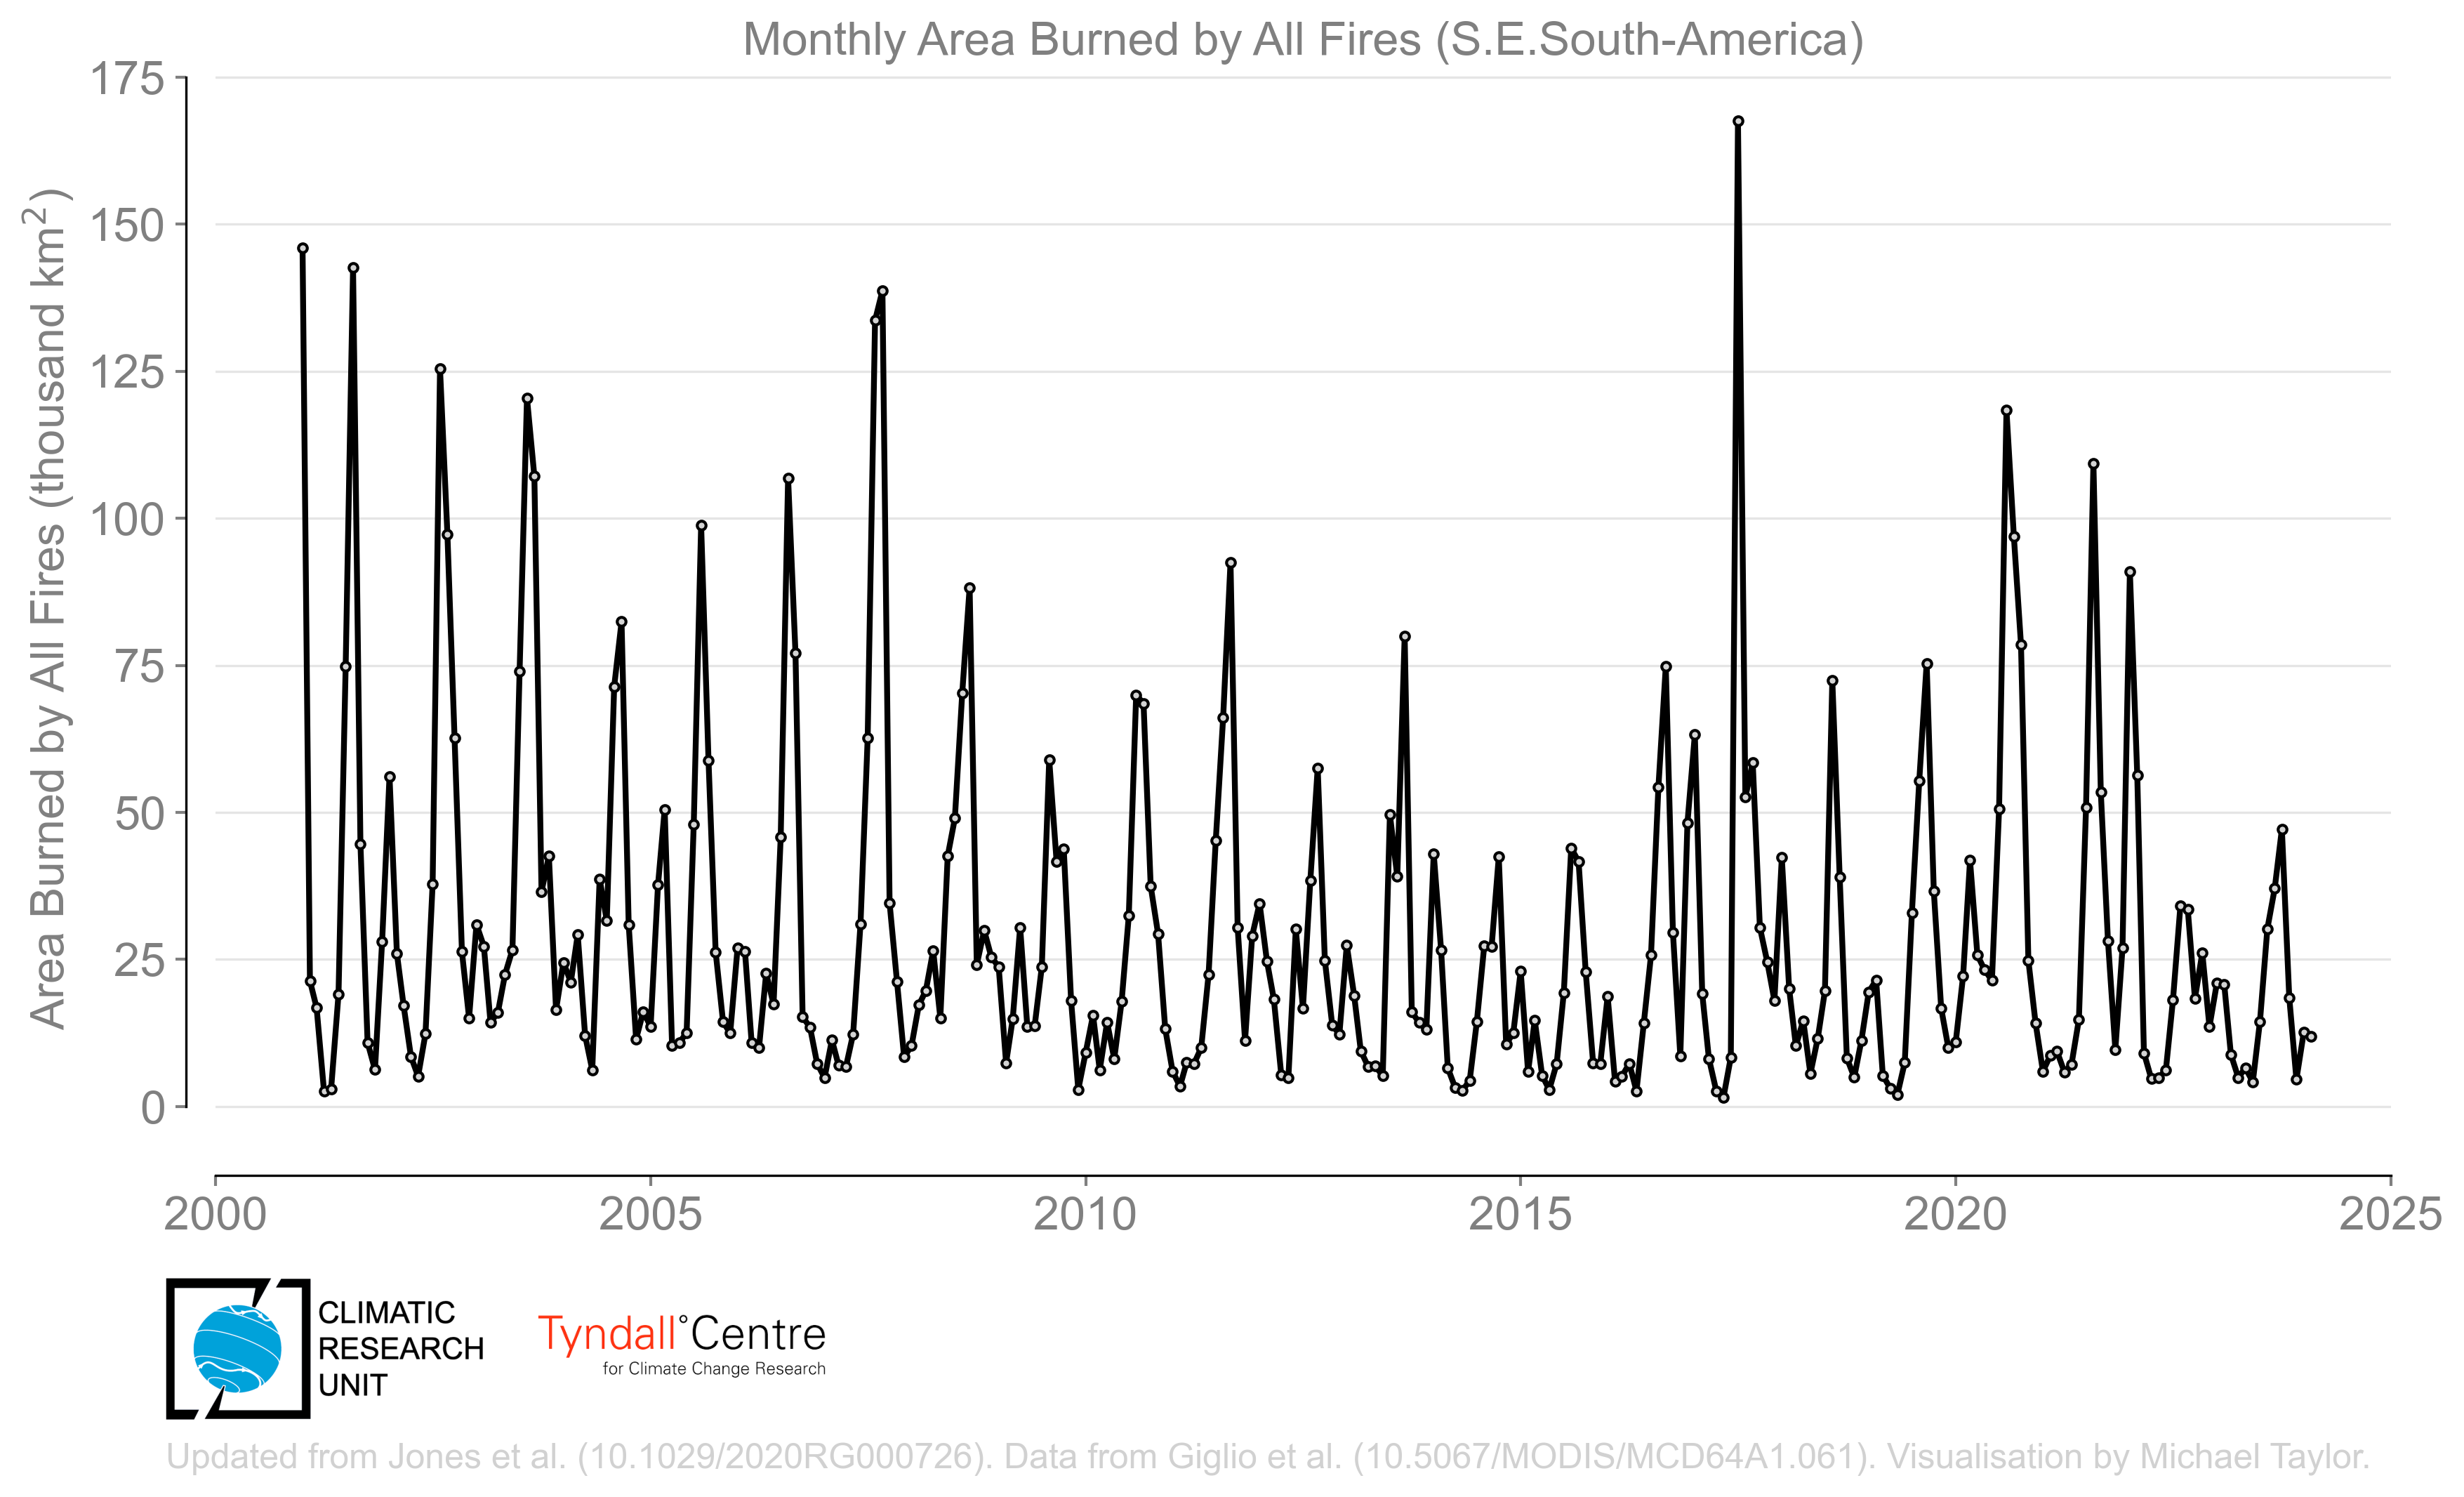 Monthly Area Burned by All Fires (S.E.South-America)
Area Burned by All Fires (thousand km²)
175
150
125
100
75
50
25
0
2000 2005 2010 2015 2020 2025
CLIMATIC
RESEARCH
UNIT
Tyndall°Centre
for Climate Change Research
Updated from Jones et al. (10.1029/2020RG000726). Data from Giglio et al. (10.5067/MODIS/MCD64A1.061). Visualisation by Michael Taylor.